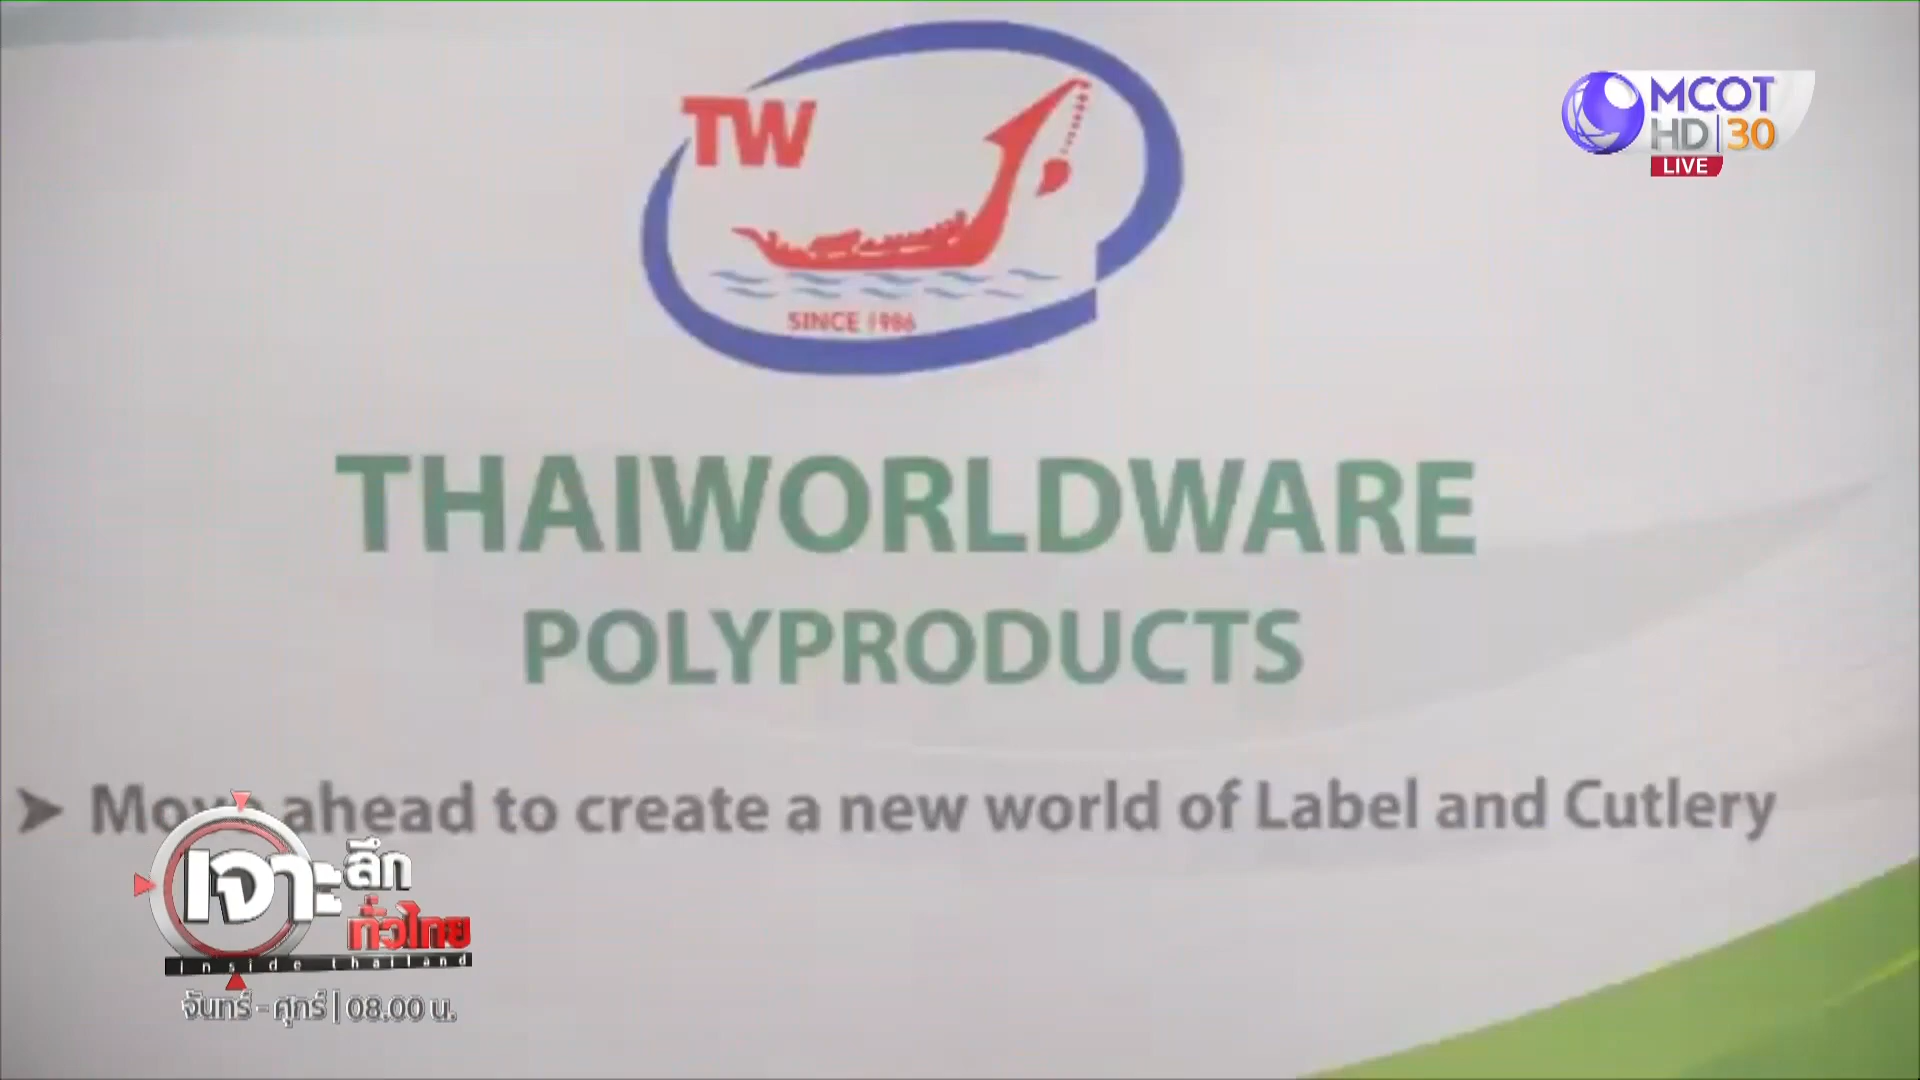 TW
SINCE 1986
THAIWORLDWARE
POLYPRODUCTS
➤ Move ahead to create a new world of Label and Cutlery
MCOT
HD|30
LIVE
เจาะลึก
ทั่วไทย
inside thailand
จันทร์ - ศุกร์ | 08.00 น.